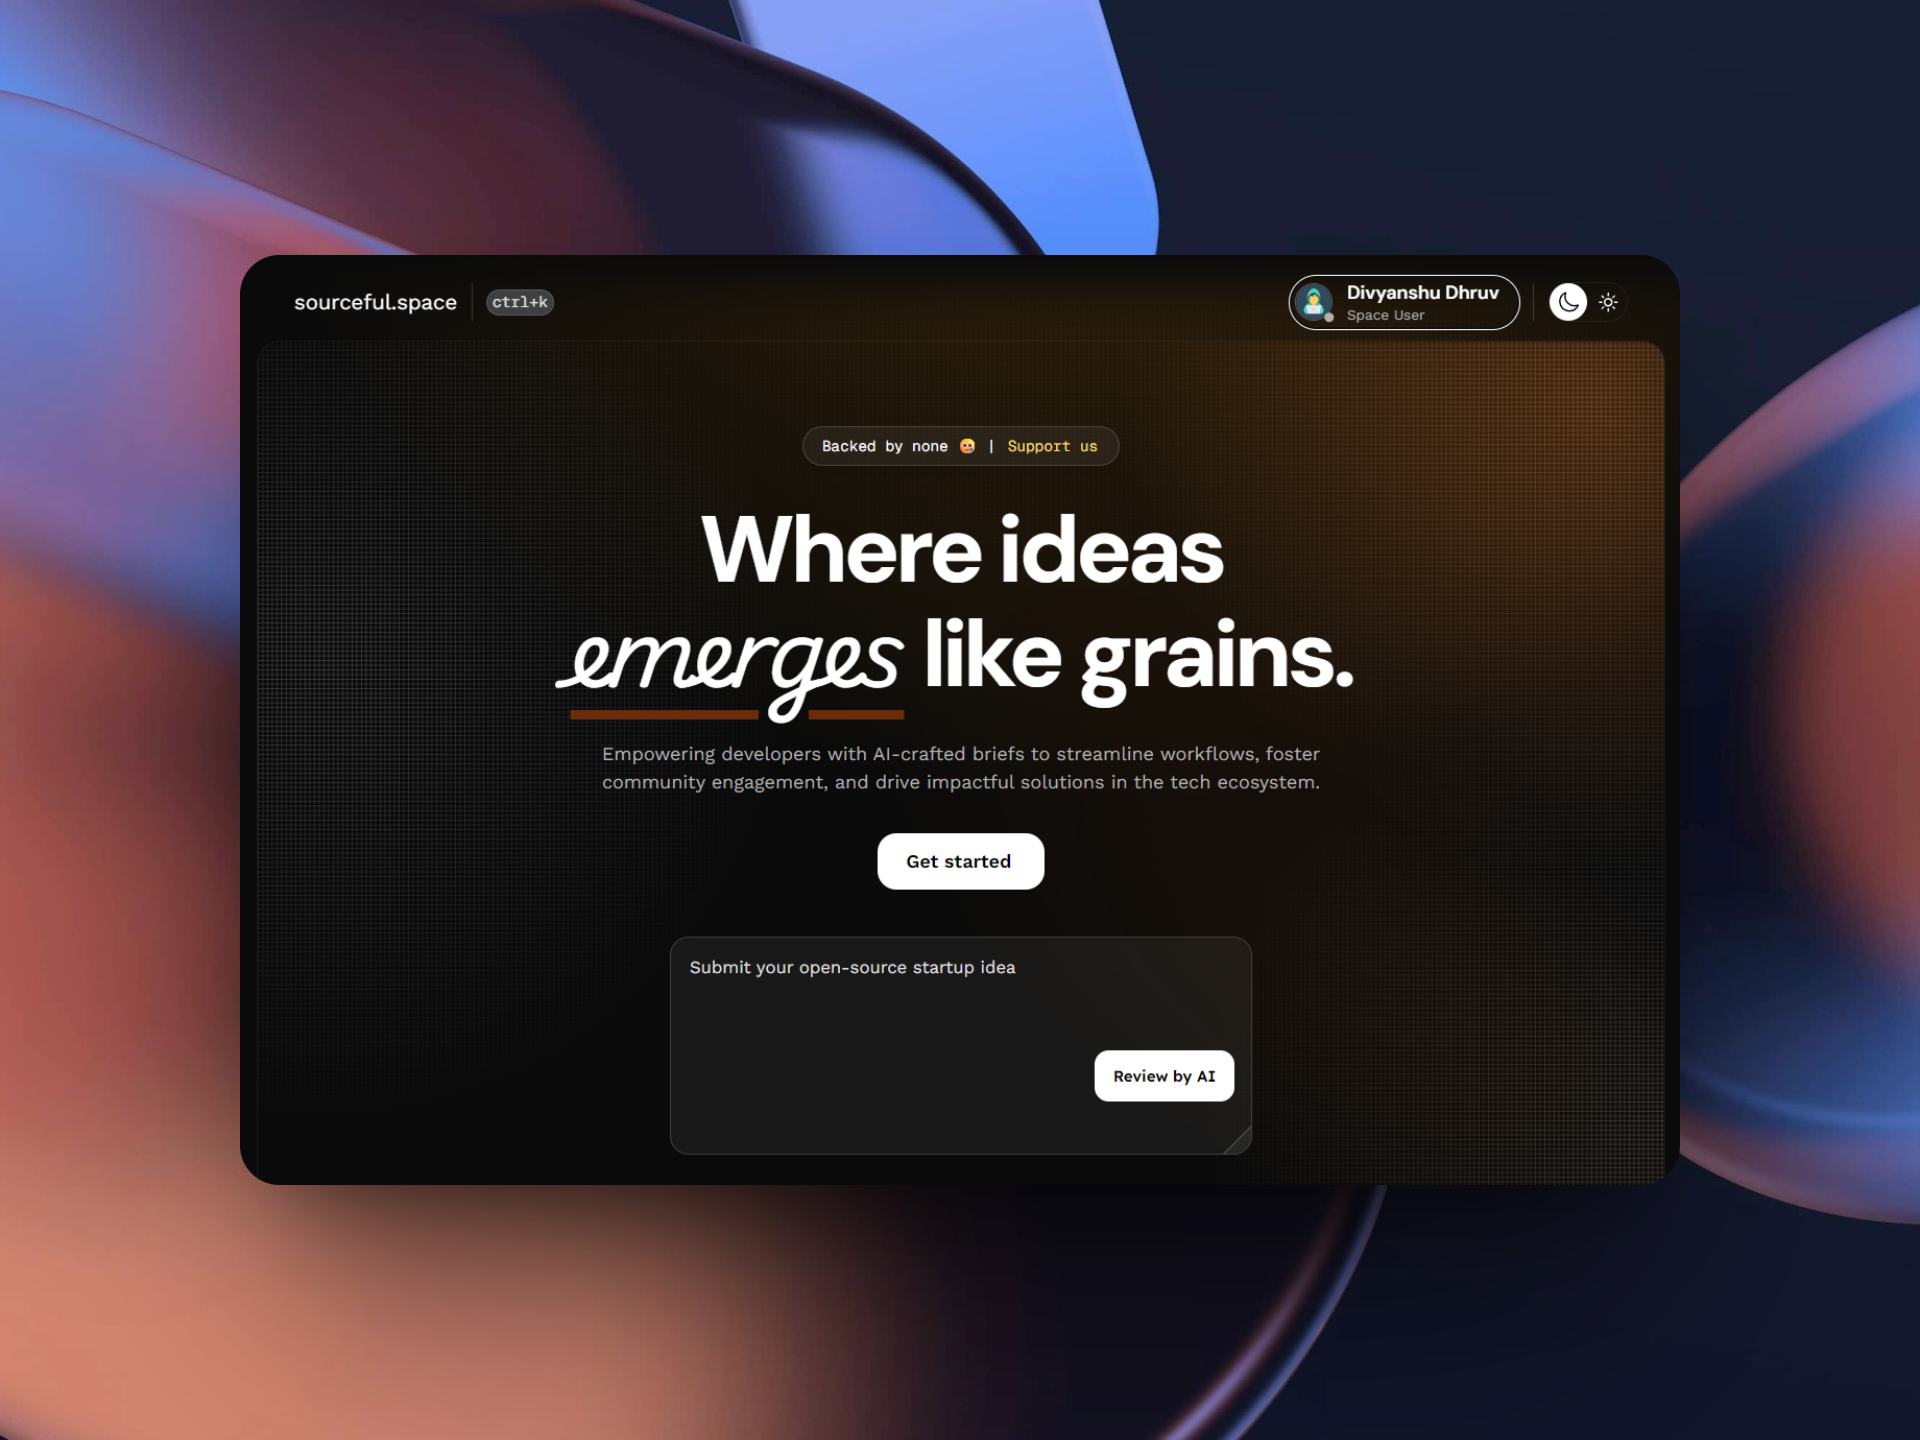 sourceful.space
ctrl+k
Divyanshu Dhruv
Space User
Backed by none 🤐 | Support us
Where ideas
emerges like grains.
Empowering developers with AI-crafted briefs to streamline workflows, foster
community engagement, and drive impactful solutions in the tech ecosystem.
Get started
Submit your open-source startup idea
Review by AI